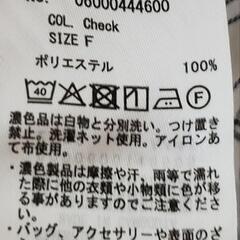 06000444600
COL. Check
SIZE F
ポリエステル 100%
40
F
濃色品は白物と分別洗い。つけ置き
禁止。洗濯ネット使用。アイロンあ
て布使用。
・濃色製品は摩擦や汗、雨等で濡れ
た際に他の衣類や小物類に色が移
る事がありますのでご注意くださ
い。
・バッグ、アクセサリーや表面のざ